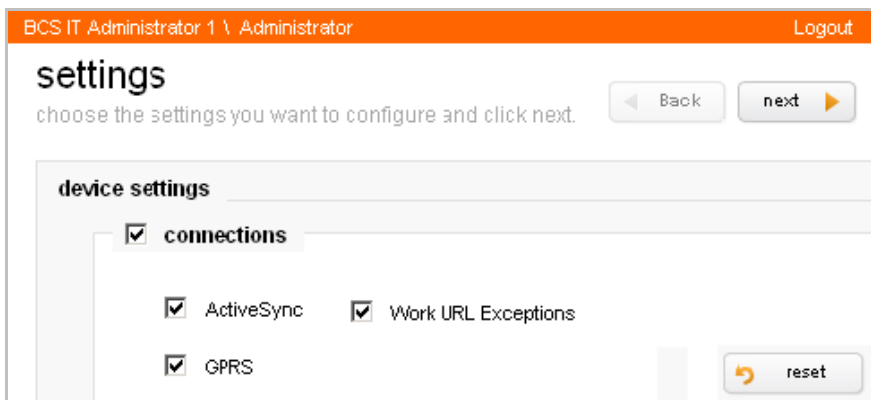 BCS IT Administrator 1 \ Administrator Logout
settings
choose the settings you want to configure and click next.
Back next
device settings
connections
ActiveSync Work URL Exceptions
GPRS
reset